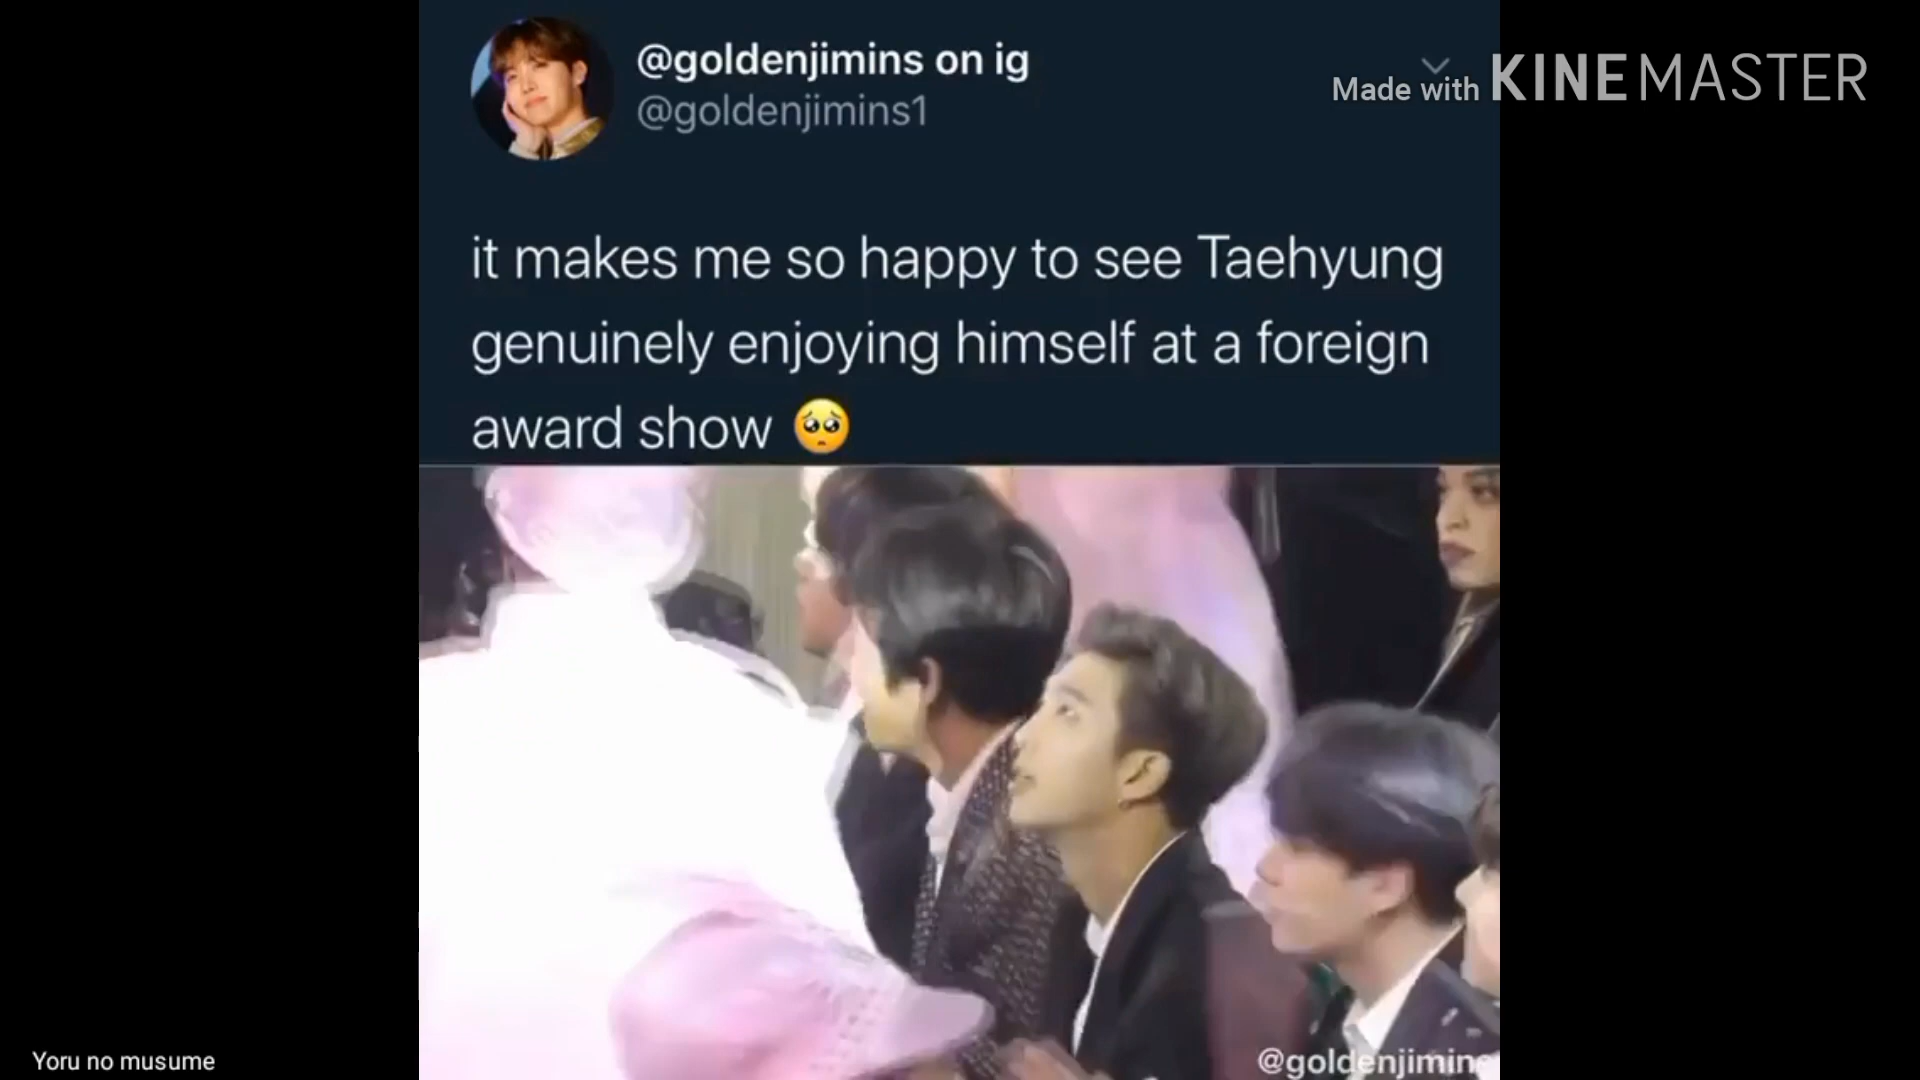 @goldenjimins on ig
@goldenjimins1
Made with KINEMASTER
it makes me so happy to see Taehyung
genuinely enjoying himself at a foreign
award show 🥺
@goldenjimins
Yoru no musume